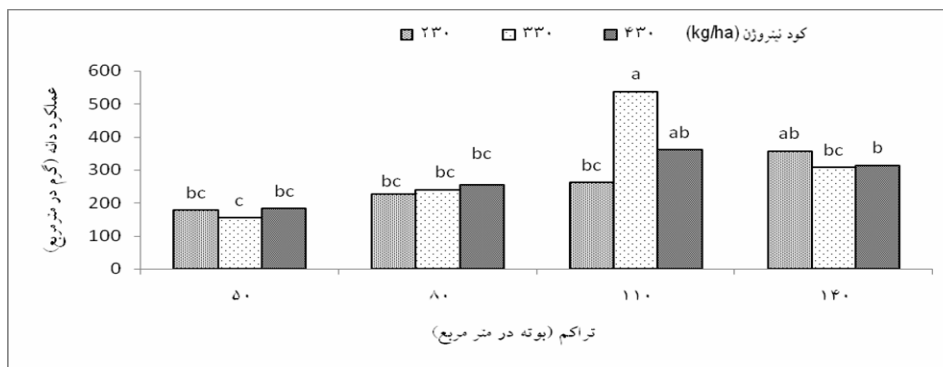 کود نیتروژن (kg/ha) ۲۳۰ ۳۳۰ ۴۳۰
عملکرد دانه (گرم در متر مربع)
600
500
400
300
200
100
0
bc c bc
bc bc bc
bc a ab
ab bc b
۵۰ ۸۰ ۱۱۰ ۱۴۰
تراکم (بوته در متر مربع)